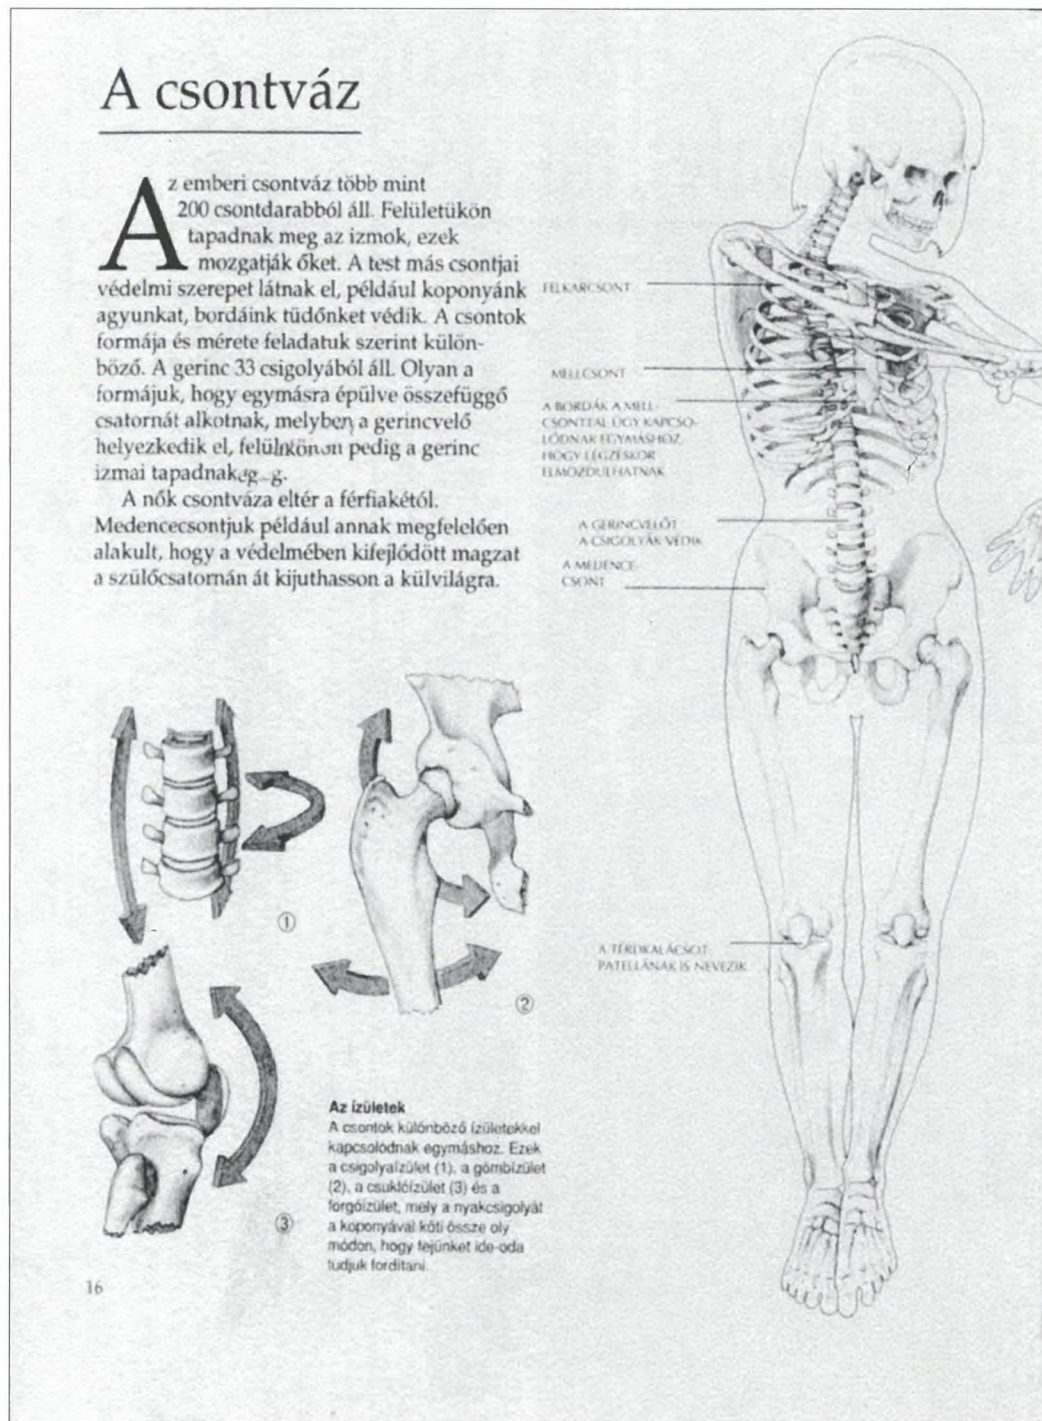 A csontváz
Az emberi csontváz több mint
200 csontdarabból áll. Felületükön
tapadnak meg az izmok, ezek
mozgatják őket. A test más csontjai
védelmi szerepet látnak el, például koponyánk
agyunkat, bordáink tüdőnket védik. A csontok
formája és mérete feladatuk szerint külön-
böző. A gerinc 33 csigolyából áll. Olyan a
formájuk, hogy egymásra épülve összefüggő
csatornát alkotnak, melyben a gerincvelő
helyezkedik el, pedig a gerinc
izmai tapadnak
A nők csontváza eltér a férfiakétól.
Medencecsontjuk például annak megfelelően
alakult, hogy a védelmében kifejlődött magzat
a szülőcsatornán át kijuthasson a külvilágra.
FELKARCSONT
MELLCSONT
A BORDÁK A MELL-
CSONTTAL ÚGY KAPCSO-
LÓDNAK EGYMÁSHOZ,
HOGY LÉGZÉSKOR
ELMOZDULHATNAK
A GERINCVELŐT
A CSIGOLYÁK VÉDIK
A MEDENCE-
CSONT
A TÉRDKALÁCSOT
PATELLÁNAK IS NEVEZIK
1
2
3
Az ízületek
A csontok különböző ízületekkel
kapcsolódnak egymáshoz. Ezek
a csigolyaízület (1), a gömbízület
(2), a csuklóízület (3) és a
forgóízület, mely a nyakcsigolyát
a koponyával köti össze oly
módon, hogy fejünket ide-oda
tudjuk fordítani.
16